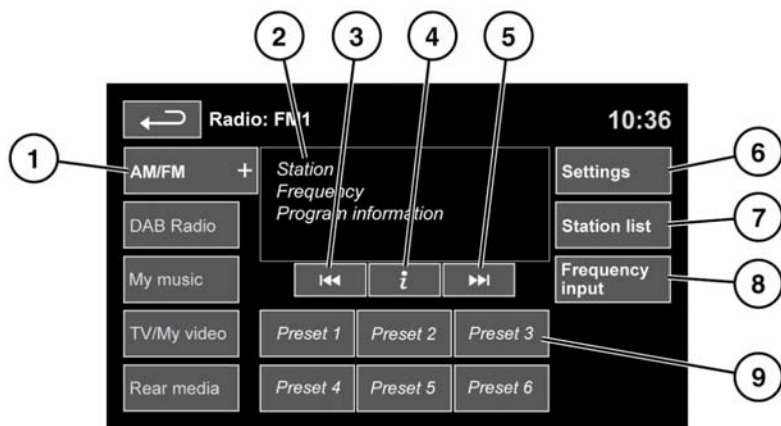 2
3
4
5
Radio: FM1
10:36
1
AM/FM +
Station
Frequency
Program information
Settings
6
DAB Radio
Station list
7
My music
i
Frequency
input
8
TV/My video
Preset 1
Preset 2
Preset 3
9
Rear media
Preset 4
Preset 5
Preset 6